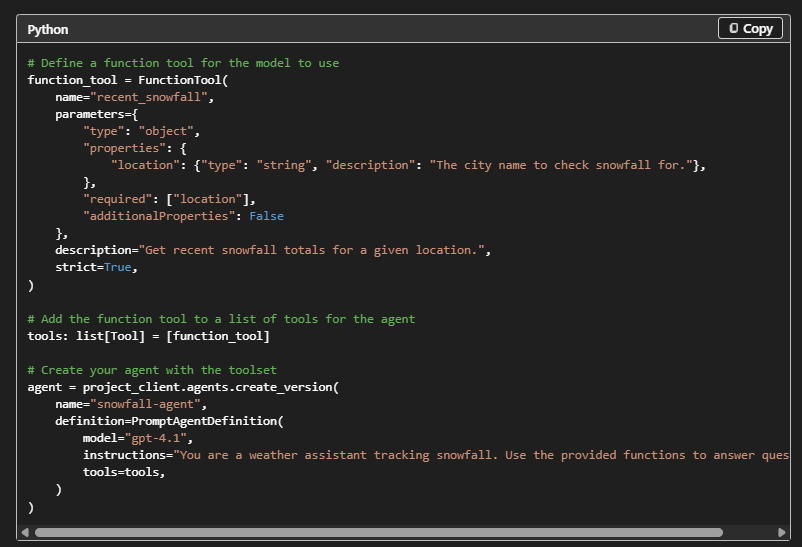 Python
Copy
# Define a function tool for the model to use
function_tool = FunctionTool(
    name="recent_snowfall",
    parameters={
        "type": "object",
        "properties": {
            "location": {"type": "string", "description": "The city name to check snowfall for."},
        },
        "required": ["location"],
        "additionalProperties": False
    },
    description="Get recent snowfall totals for a given location.",
    strict=True,
)
# Add the function tool to a list of tools for the agent
tools: list[Tool] = [function_tool]
# Create your agent with the toolset
agent = project_client.agents.create_version(
    name="snowfall-agent",
    definition=PromptAgentDefinition(
        model="gpt-4.1",
        instructions="You are a weather assistant tracking snowfall. Use the provided functions to answer ques
        tools=tools,
    )
)